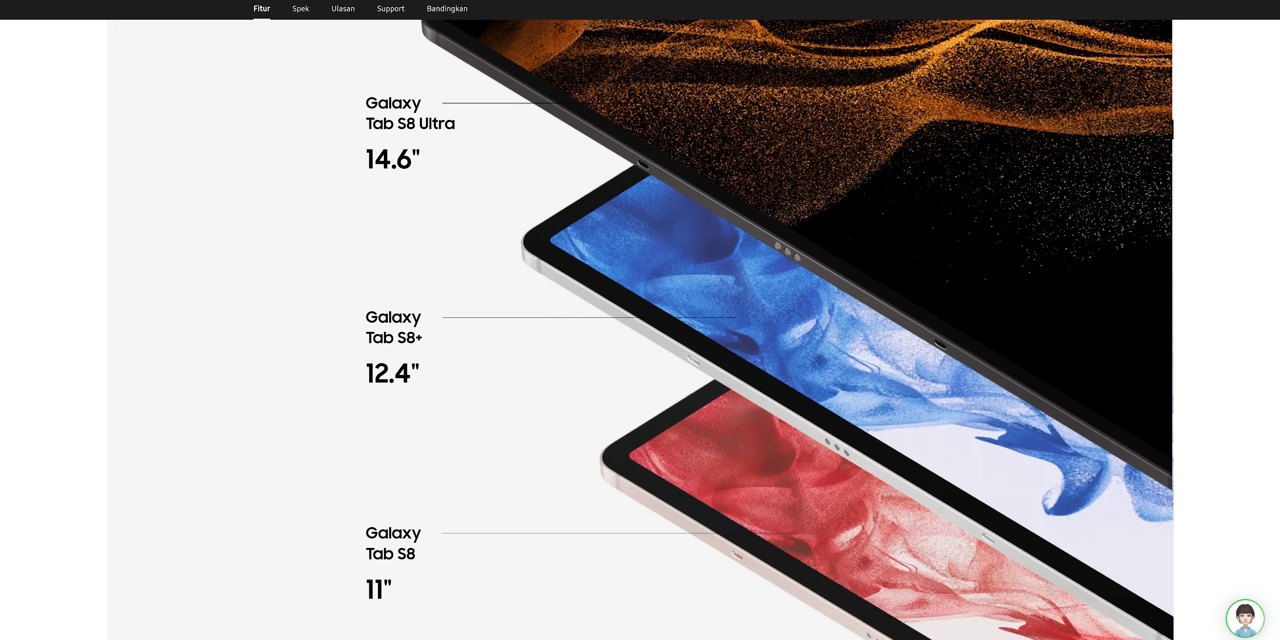 Fitur Spek Ulasan Support Bandingkan
Galaxy
Tab S8 Ultra
14.6"
Galaxy
Tab S8+
12.4"
Galaxy
Tab S8
11"